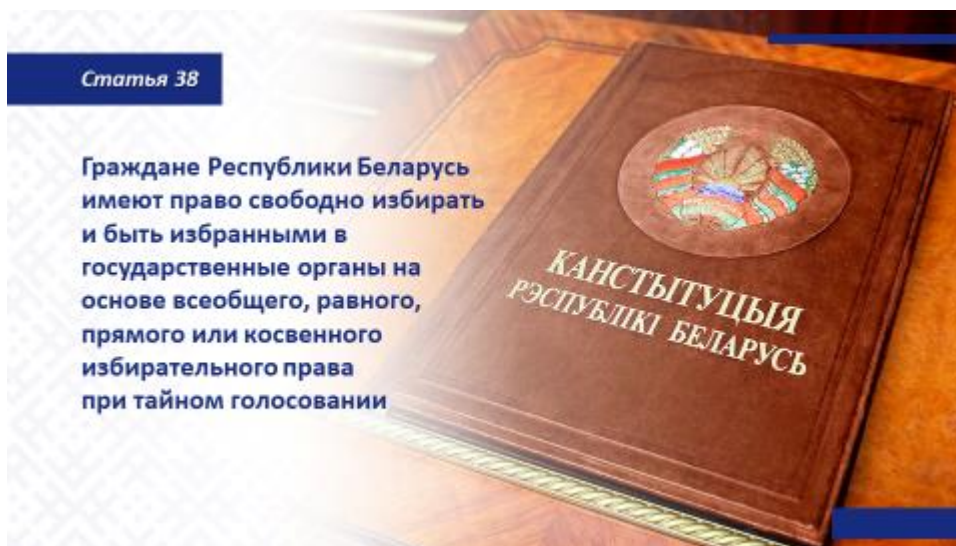 Статья 38
Граждане Республики Беларусь
имеют право свободно избирать
и быть избранными в
государственные органы на
основе всеобщего, равного,
прямого или косвенного
избирательного права
при тайном голосовании
КАНСТЫТУЦЫЯ
РЭСПУБЛІКІ БЕЛАРУСЬ